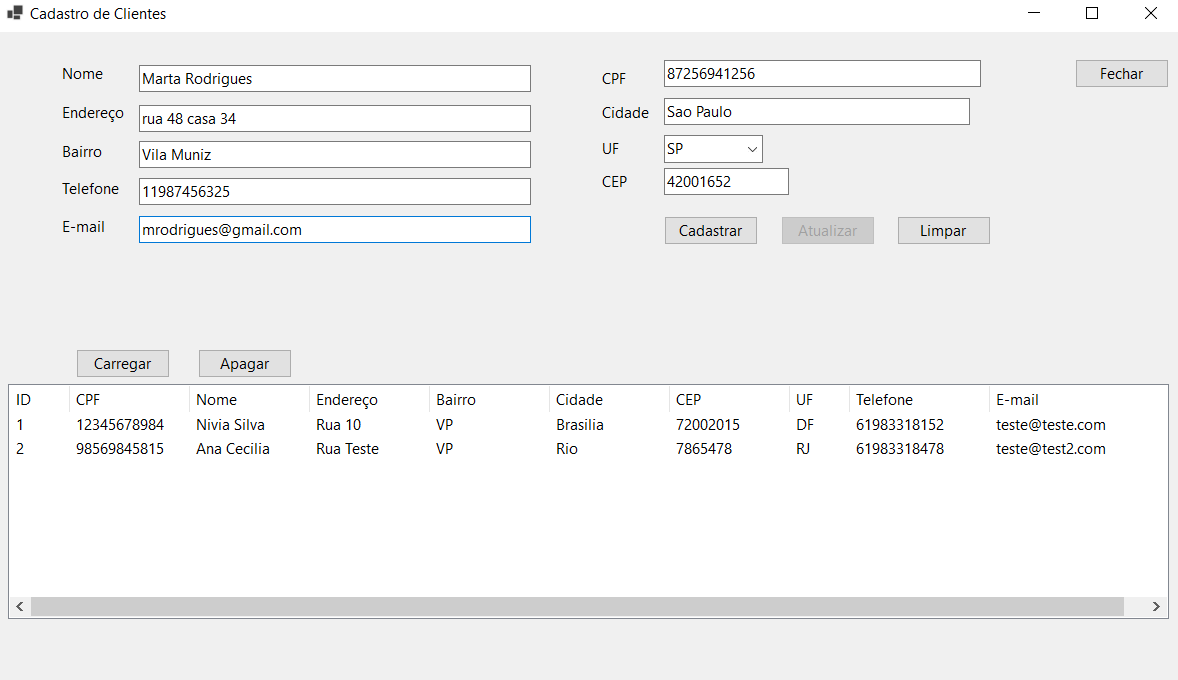 Cadastro de Clientes
Nome Marta Rodrigues CPF 87256941256 Fechar
Endereço rua 48 casa 34 Cidade Sao Paulo
Bairro Vila Muniz UF SP
Telefone 11987456325 CEP 42001652
E-mail mrodrigues@gmail.com Cadastrar Atualizar Limpar
Carregar Apagar
ID CPF Nome Endereço Bairro Cidade CEP UF Telefone E-mail
1 12345678984 Nivia Silva Rua 10 VP Brasilia 72002015 DF 61983318152 teste@teste.com
2 98569845815 Ana Cecilia Rua Teste VP Rio 7865478 RJ 61983318478 teste@test2.com